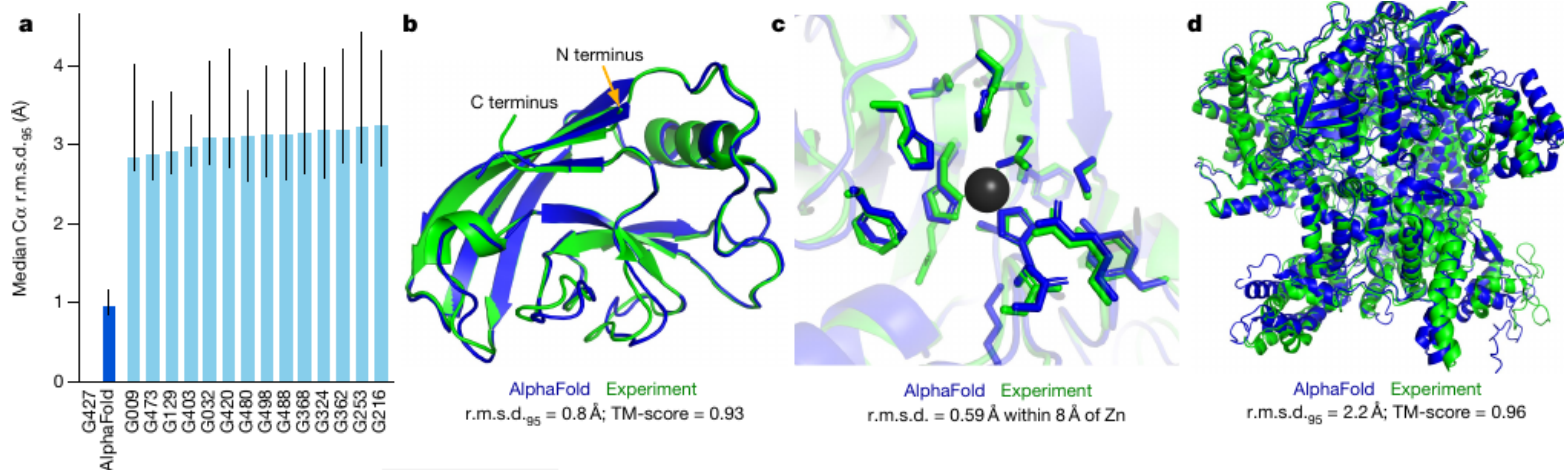 a
Median Cα r.m.s.d.95 (Å)
4
3
2
1
0
G427
AlphaFold
G009
G473
G129
G403
G032
G420
G480
G498
G488
G368
G324
G362
G253
G216
b
N terminus
C terminus
AlphaFold Experiment
r.m.s.d.95 = 0.8 Å; TM-score = 0.93
c
AlphaFold Experiment
r.m.s.d. = 0.59 Å within 8 Å of Zn
d
AlphaFold Experiment
r.m.s.d.95 = 2.2 Å; TM-score = 0.96